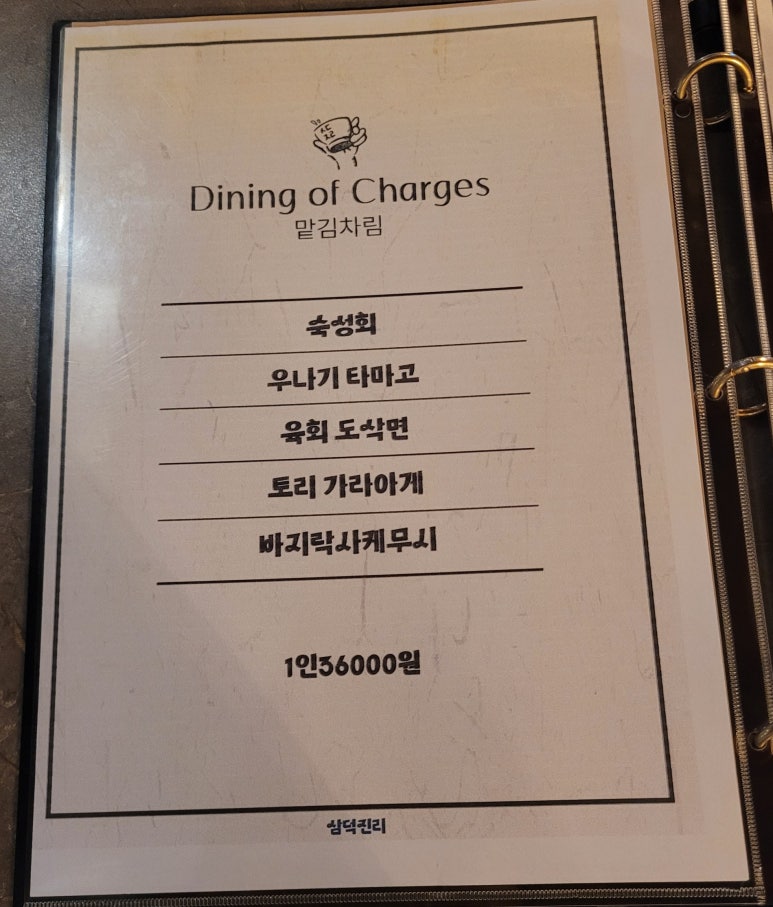 Dining of Charges
맡김차림
숙성회
우나기 타마고
육회 도삭면
토리 가라아게
바지락사케무시
1인36000원
삼덕진리